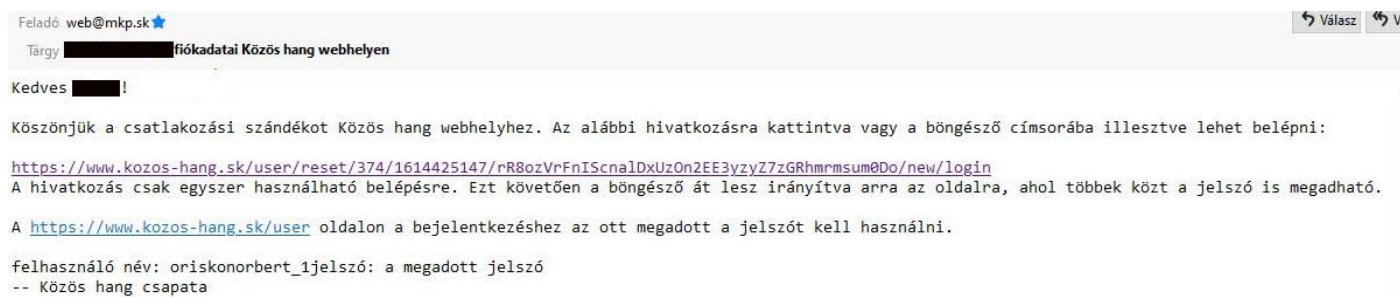 Feladó web@mkp.sk
Válasz
Tárgy fiókadatai Közös hang webhelyen
Kedves !
Köszönjük a csatlakozási szándékot Közös hang webhelyhez. Az alábbi hivatkozásra kattintva vagy a böngésző címsorába illesztve lehet belépni:
https://www.kozos-hang.sk/user/reset/374/1614425147/rR8ozVrFnIScnalDxUzOn2EE3yzyZ7zGRhmrmsum0Do/new/login
A hivatkozás csak egyszer használható belépésre. Ezt követően a böngésző át lesz irányítva arra az oldalra, ahol többek közt a jelszó is megadható.
A https://www.kozos-hang.sk/user oldalon a bejelentkezéshez az ott megadott a jelszót kell használni.
felhasználó név: oriskonorbert_1jelszó: a megadott jelszó
-- Közös hang csapata